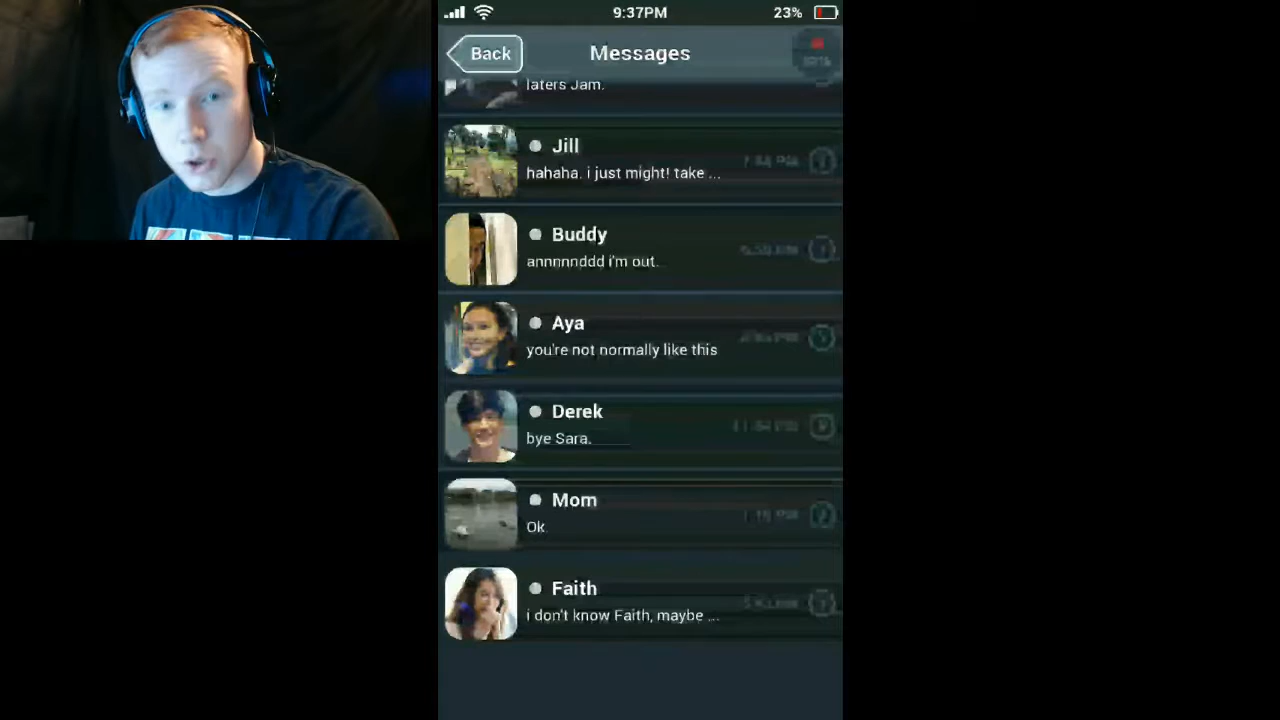 9:37PM
23%
Back
Messages
laters Jam.
Jill
hahaha. i just might! take ...
Buddy
annnnnddd i'm out.
Aya
you're not normally like this
Derek
bye Sara.
Mom
Ok.
Faith
i don't know Faith, maybe ...